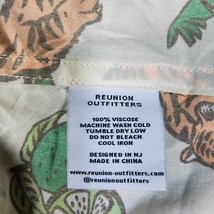 REUNION
OUTFITTERS
100% VISCOSE
MACHINE WASH COLD
TUMBLE DRY LOW
DO NOT BLEACH
COOL IRON
DESIGNED IN NJ
MADE IN CHINA
www.reunion-outfitters.com
@reunionoutfitters